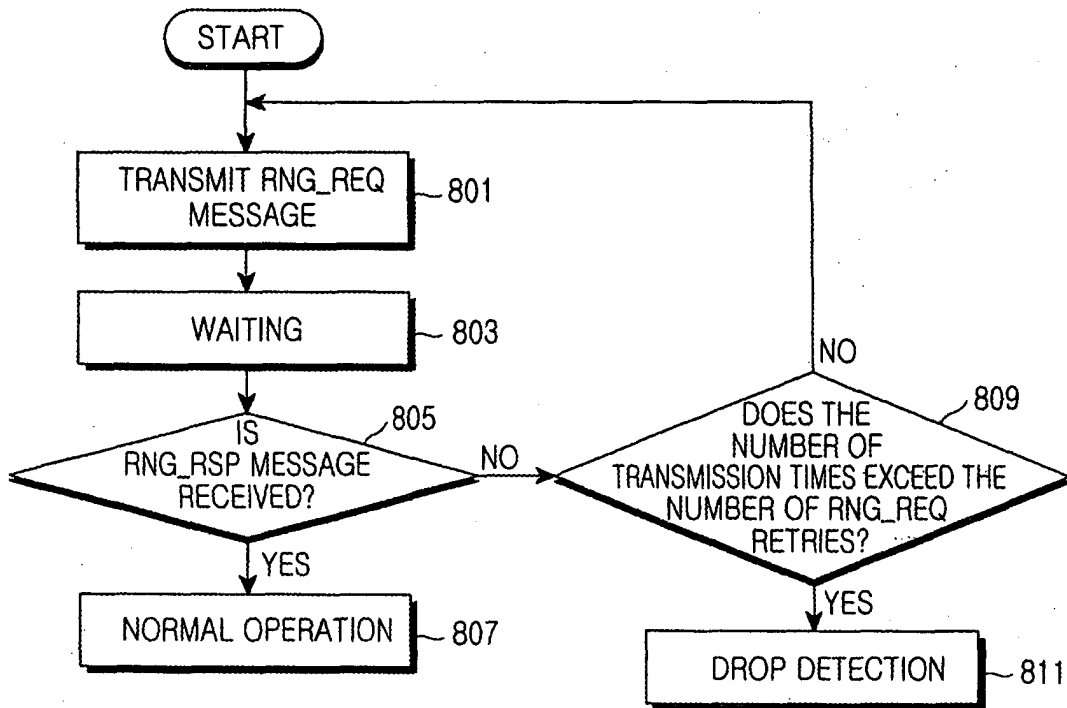 START
TRANSMIT RNG_REQ
MESSAGE
801
WAITING
803
IS
RNG_RSP MESSAGE
RECEIVED?
805
NO
YES
NORMAL OPERATION
807
DOES THE
NUMBER OF
TRANSMISSION TIMES EXCEED THE
NUMBER OF RNG_REQ
RETRIES?
809
NO
YES
DROP DETECTION
811